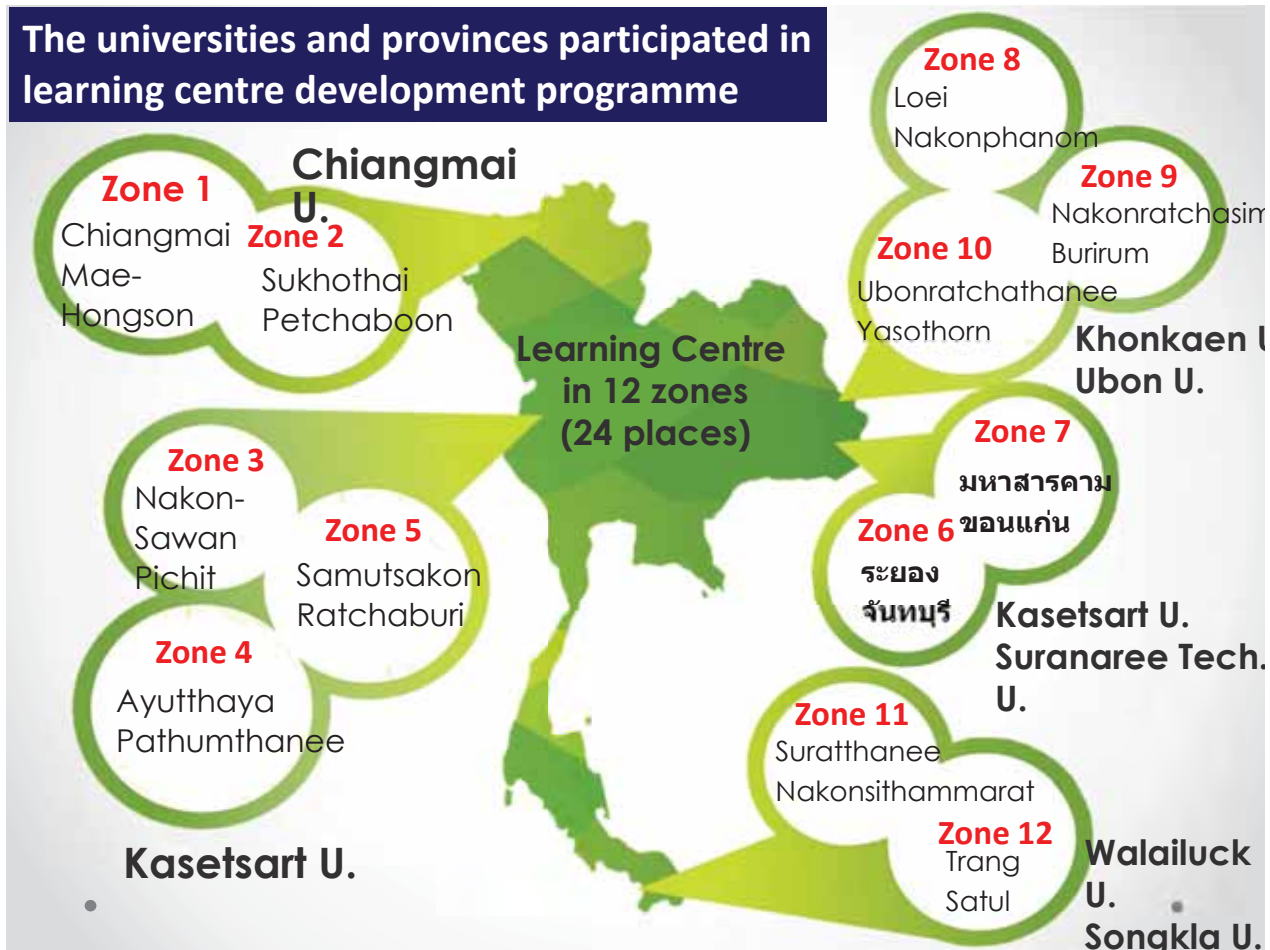 The universities and provinces participated in
learning centre development programme
Chiangmai
U.
Zone 1
Chiangmai
Mae-
Hongson
Zone 2
Sukhothai
Petchaboon
Zone 3
Nakon-
Sawan
Pichit
Zone 5
Samutsakon
Ratchaburi
Zone 4
Ayutthaya
Pathumthanee
Kasetsart U.
Learning Centre
in 12 zones
(24 places)
Zone 8
Loei
Nakonphanom
Zone 9
Nakonratchasim
Burirum
Zone 10
Ubonratchathanee
Yasothorn
Khonkaen U
Ubon U.
Zone 7
มหาสารคาม
ขอนแก่น
Zone 6
ระยอง
จันทบุรี
Kasetsart U.
Suranaree Tech.
U.
Zone 11
Suratthanee
Nakonsithammarat
Zone 12
Trang
Satul
Walailuck
U.
Songkla U.